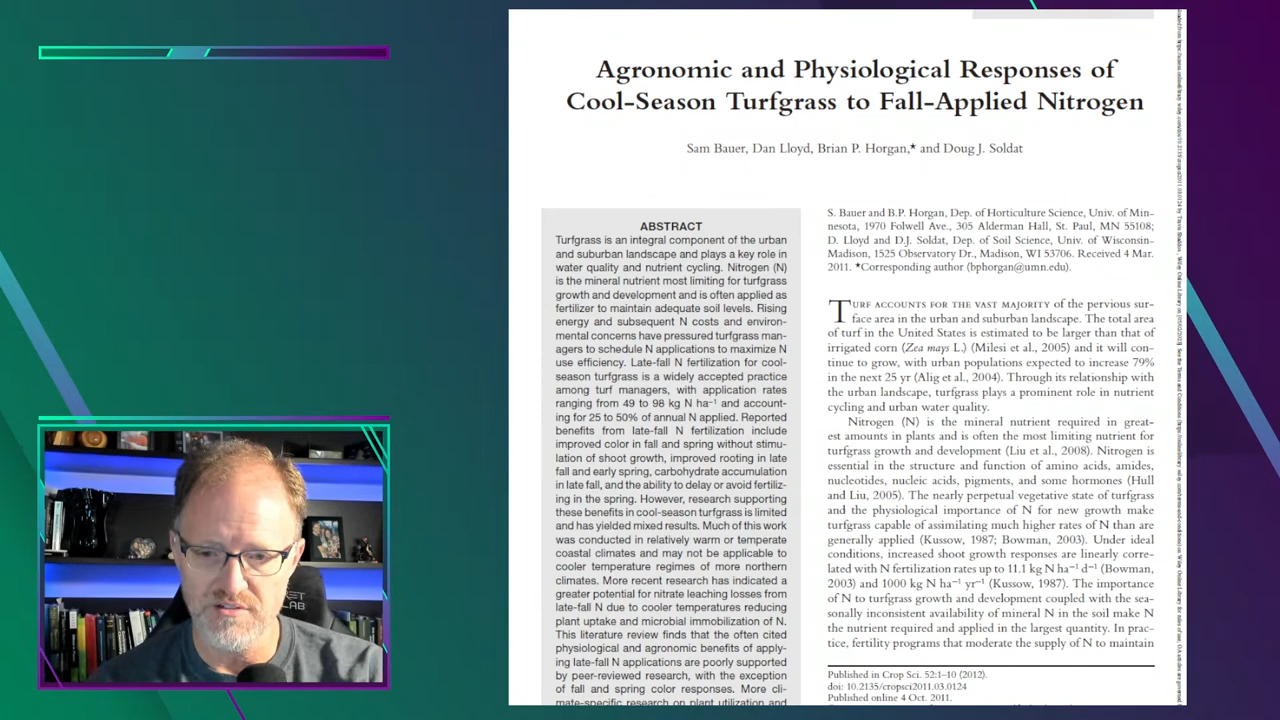 Agronomic and Physiological Responses of
Cool-Season Turfgrass to Fall-Applied Nitrogen
Sam Bauer, Dan Lloyd, Brian P. Horgan,* and Doug J. Soldat
ABSTRACT
Turfgrass is an integral component of the urban
and suburban landscape and plays a key role in
water quality and nutrient cycling. Nitrogen (N)
is the mineral nutrient most limiting for turfgrass
growth and development and is often applied as
fertilizer to maintain adequate soil levels. Rising
energy and subsequent N costs and environ-
mental concerns have pressured turfgrass man-
agers to schedule N applications to maximize N
use efficiency. Late-fall N fertilization for cool-
season turfgrass is a widely accepted practice
among turf managers, with application rates
ranging from 49 to 98 kg N ha⁻¹ and account-
ing for 25 to 50% of annual N applied. Reported
benefits from late-fall N fertilization include
improved color in fall and spring without stimu-
lation of shoot growth, improved rooting in late
fall and early spring, carbohydrate accumulation
in late fall, and the ability to delay or avoid fertiliz-
ing in the spring. However, research supporting
these benefits in cool-season turfgrass is limited
and has yielded mixed results. Much of this work
was conducted in relatively warm or temperate
coastal climates and may not be applicable to
cooler temperature regimes of more northern
climates. More recent research has indicated a
greater potential for nitrate leaching losses from
late-fall N due to cooler temperatures reducing
plant uptake and microbial immobilization of N.
This literature review finds that the often cited
physiological and agronomic benefits of apply-
ing late-fall N applications are poorly supported
by peer-reviewed research, with the exception
of fall and spring color responses. More cli-
mate-specific research on plant utilization and
S. Bauer and B.P. Horgan, Dep. of Horticulture Science, Univ. of Min-
nesota, 1970 Folwell Ave., 305 Alderman Hall, St. Paul, MN 55108;
D. Lloyd and D.J. Soldat, Dep. of Soil Science, Univ. of Wisconsin-
Madison, 1525 Observatory Dr., Madison, WI 53706. Received 4 Mar.
2011. *Corresponding author (bphorgan@umn.edu).
TURF ACCOUNTS FOR THE VAST MAJORITY of the pervious sur-
face area in the urban and suburban landscape. The total area
of turf in the United States is estimated to be larger than that of
irrigated corn (Zea mays L.) (Milesi et al., 2005) and it will con-
tinue to grow, with urban populations expected to increase 79%
in the next 25 yr (Alig et al., 2004). Through its relationship with
the urban landscape, turfgrass plays a prominent role in nutrient
cycling and urban water quality.
Nitrogen (N) is the mineral nutrient required in great-
est amounts in plants and is often the most limiting nutrient for
turfgrass growth and development (Liu et al., 2008). Nitrogen is
essential in the structure and function of amino acids, amides,
nucleotides, nucleic acids, pigments, and some hormones (Hull
and Liu, 2005). The nearly perpetual vegetative state of turfgrass
and the physiological importance of N for new growth make
turfgrass capable of assimilating much higher rates of N than are
generally applied (Kussow, 1987; Bowman, 2003). Under ideal
conditions, increased shoot growth responses are linearly corre-
lated with N fertilization rates up to 11.1 kg N ha⁻¹ d⁻¹ (Bowman,
2003) and 1000 kg N ha⁻¹ yr⁻¹ (Kussow, 1987). The importance
of N to turfgrass growth and development coupled with the sea-
sonally inconsistent availability of mineral N in the soil make N
the nutrient required and applied in the largest quantity. In prac-
tice, fertility programs that moderate the supply of N to maintain
Published in Crop Sci. 52:1–10 (2012).
doi: 10.2135/cropsci2011.03.0124
Published online 4 Oct. 2011.